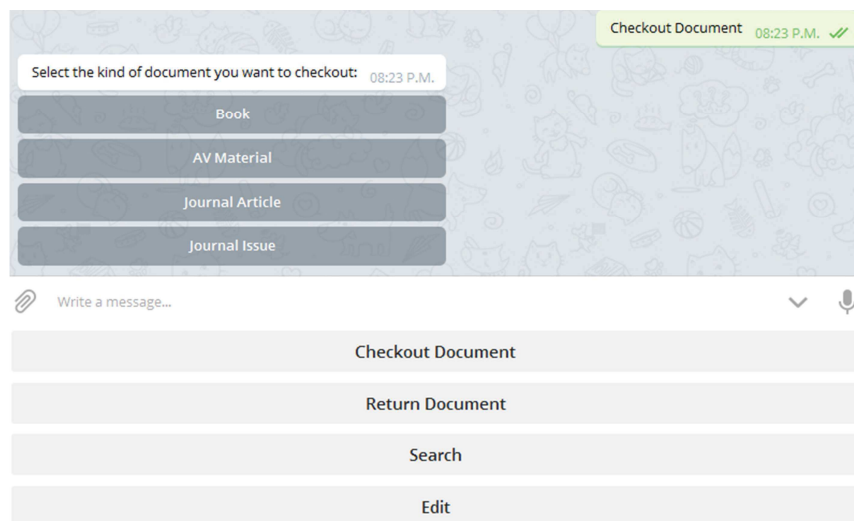 Checkout Document 08:23 P.M.
Select the kind of document you want to checkout: 08:23 P.M.
Book
AV Material
Journal Article
Journal Issue
Write a message...
Checkout Document
Return Document
Search
Edit